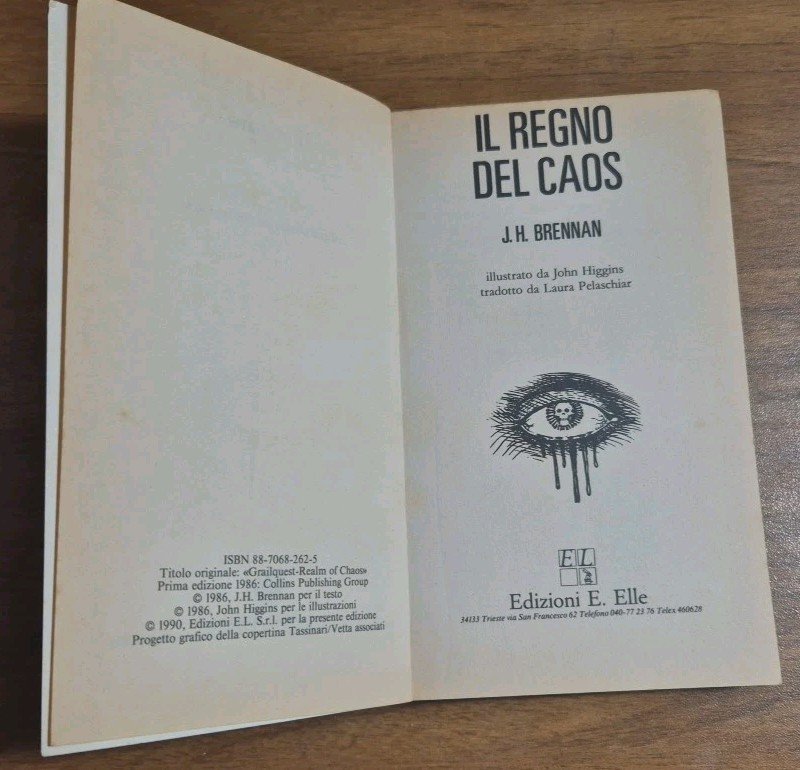 ISBN 88-7068-262-5
Titolo originale: «Grailquest-Realm of Chaos»
Prima edizione 1986: Collins Publishing Group
© 1986, J.H. Brennan per il testo
© 1986, John Higgins per le illustrazioni
© 1990, Edizioni E.L. S.r.l. per la presente edizione
Progetto grafico della copertina Tassinari/Vetta associati
IL REGNO
DEL CAOS
J. H. BRENNAN
illustrato da John Higgins
tradotto da Laura Pelaschiar
E L
Edizioni E. Elle
34133 Trieste via San Francesco 62 Telefono 040-77 23 76 Telex 460628